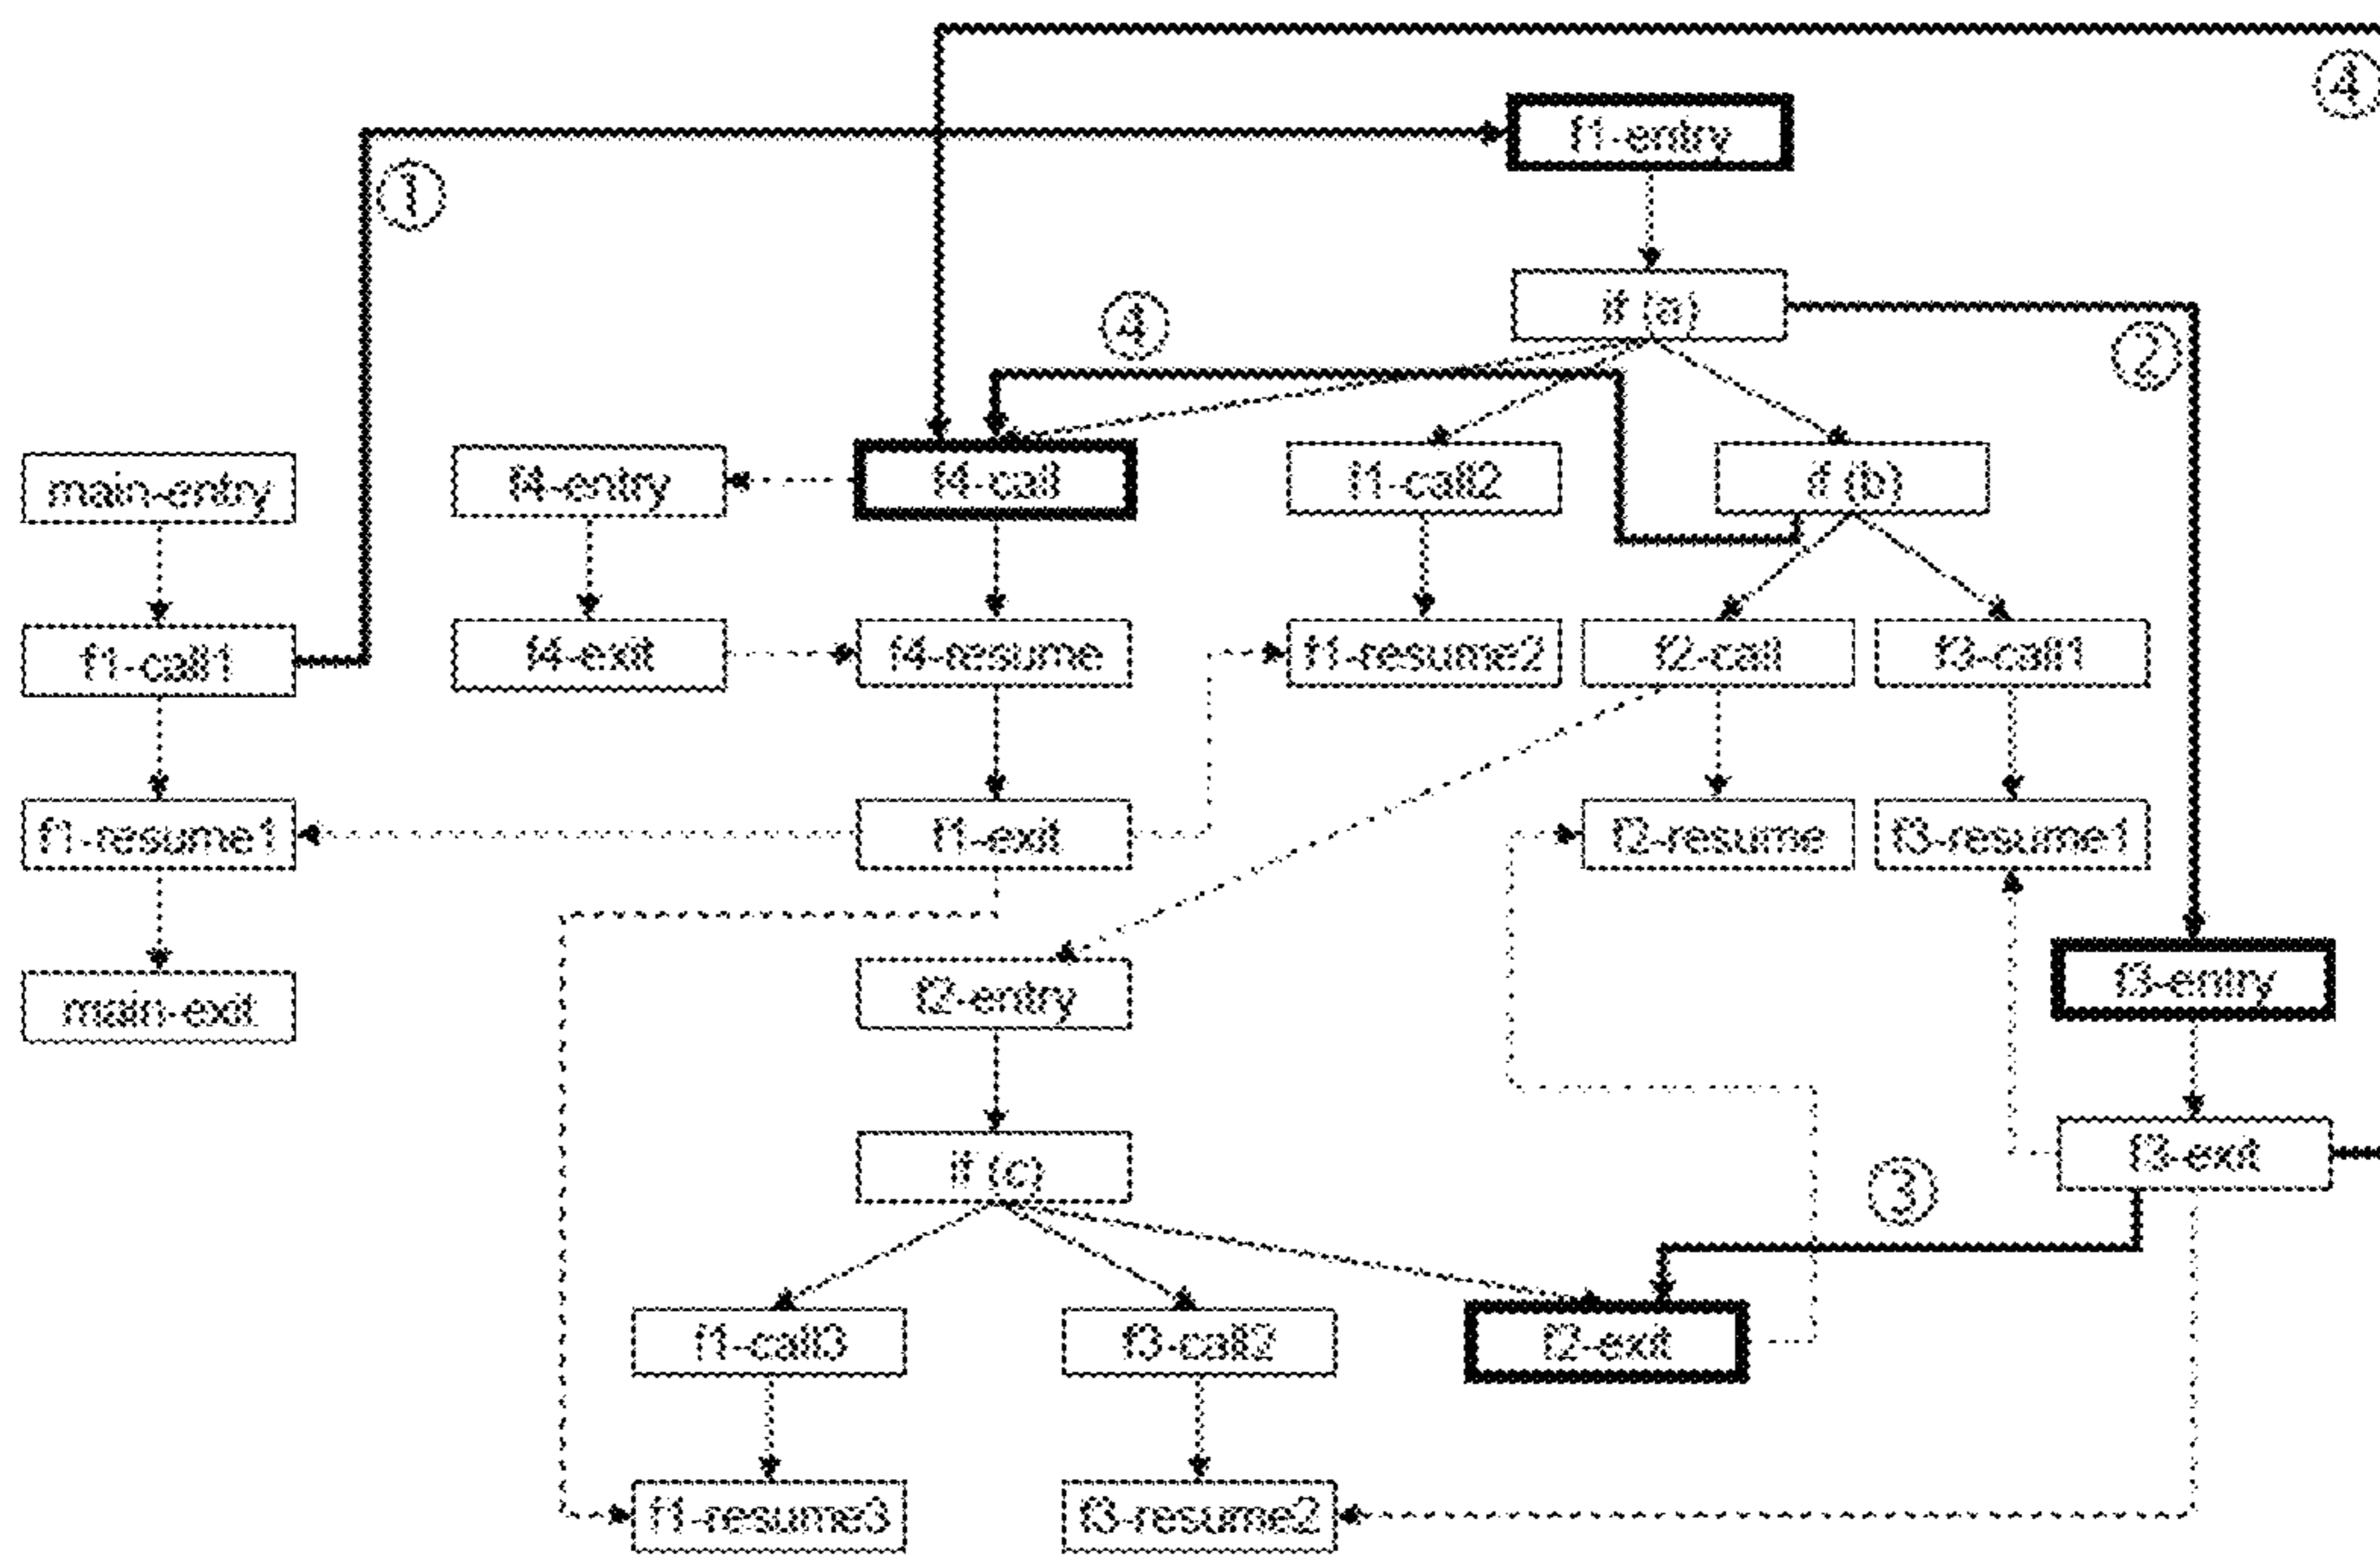 ④
f1-entry
①
if (a)
④
②
main-entry
f4-entry
f4-call
f1-call2
if (b)
f1-call1
f4-exit
f4-resume
f1-resume2
f2-call
f3-call1
f1-resume1
f1-exit
f2-resume
f3-resume1
main-exit
f2-entry
f3-entry
if (c)
f3-exit
③
f1-call3
f3-call2
f2-exit
f1-resume3
f3-resume2